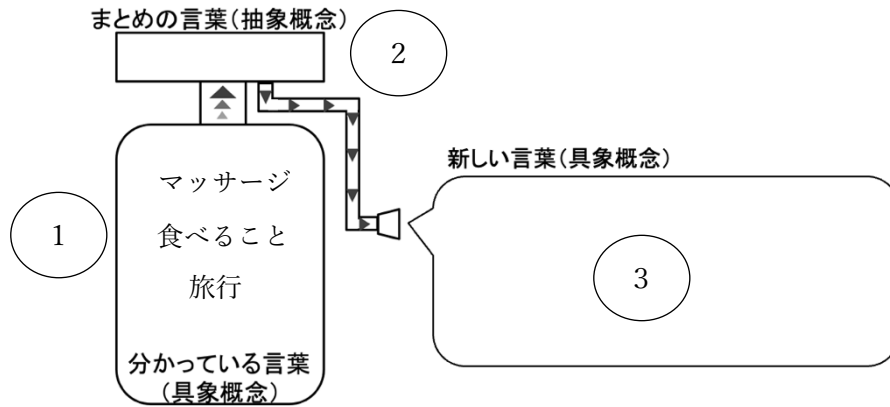 まとめの言葉(抽象概念)
2
新しい言葉(具象概念)
マッサージ
1
食べること
3
旅行
分かっている言葉
(具象概念)